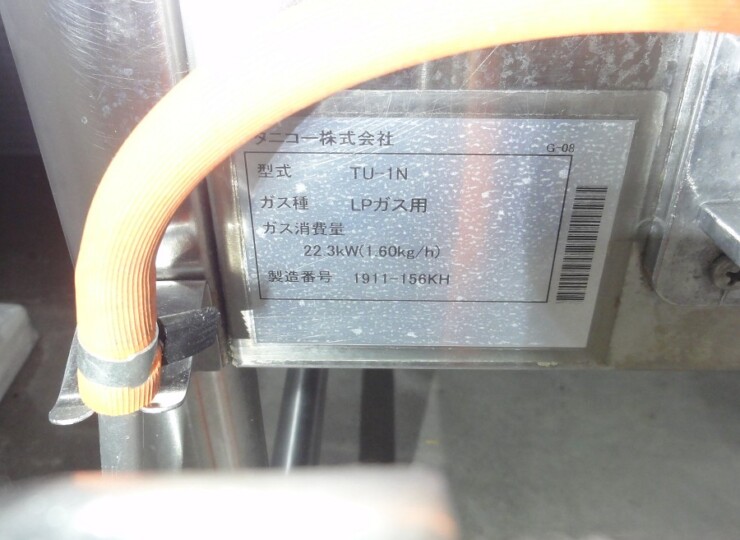 タニコー株式会社
G-08
型式 TU-1N
ガス種 LPガス用
ガス消費量
22.3kW(1.60kg/h)
製造番号 1911-156KH